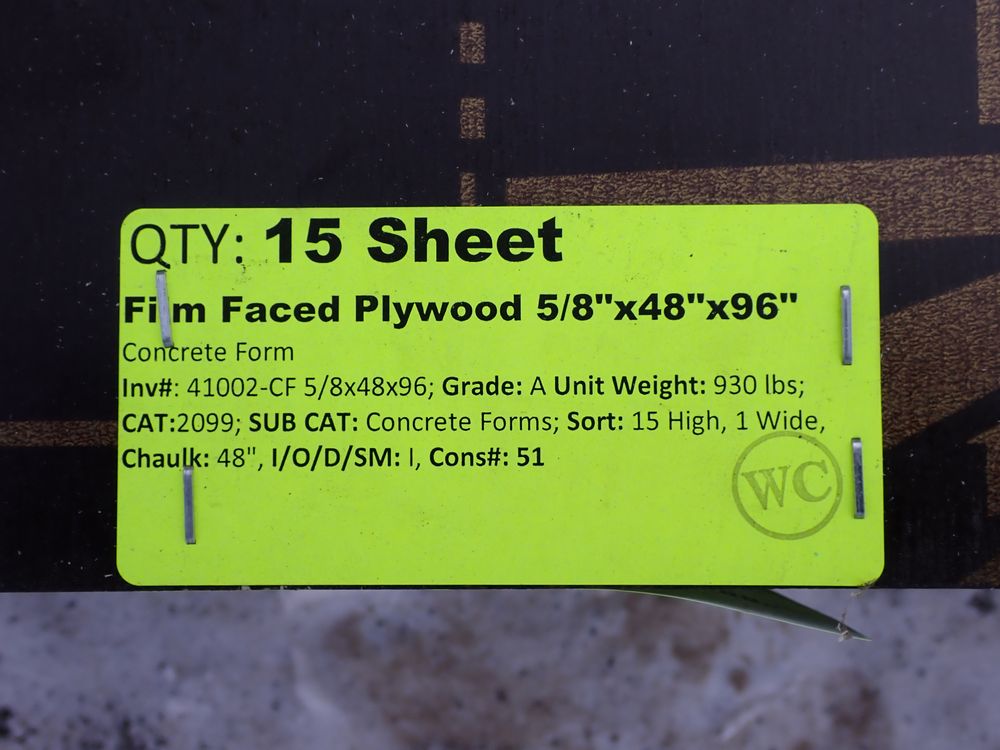 QTY: 15 Sheet
Film Faced Plywood 5/8"x48"x96"
Concrete Form
Inv#: 41002-CF 5/8x48x96; Grade: A Unit Weight: 930 lbs;
CAT:2099; SUB CAT: Concrete Forms; Sort: 15 High, 1 Wide,
Chaulk: 48", I/O/D/SM: I, Cons#: 51
WC